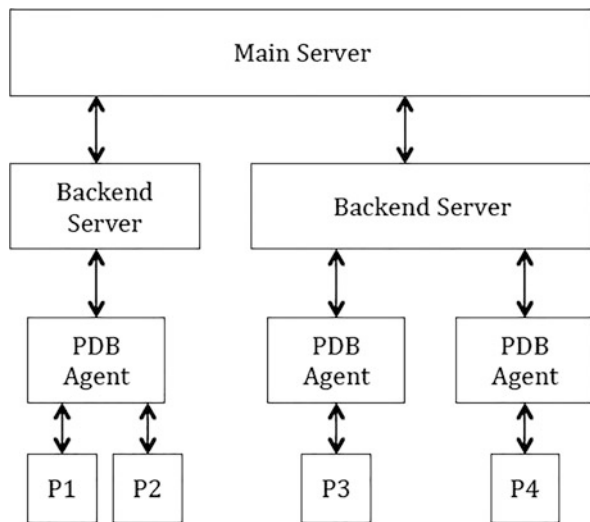 Main Server
Backend
Server
Backend Server
PDB
Agent
PDB
Agent
PDB
Agent
P1
P2
P3
P4